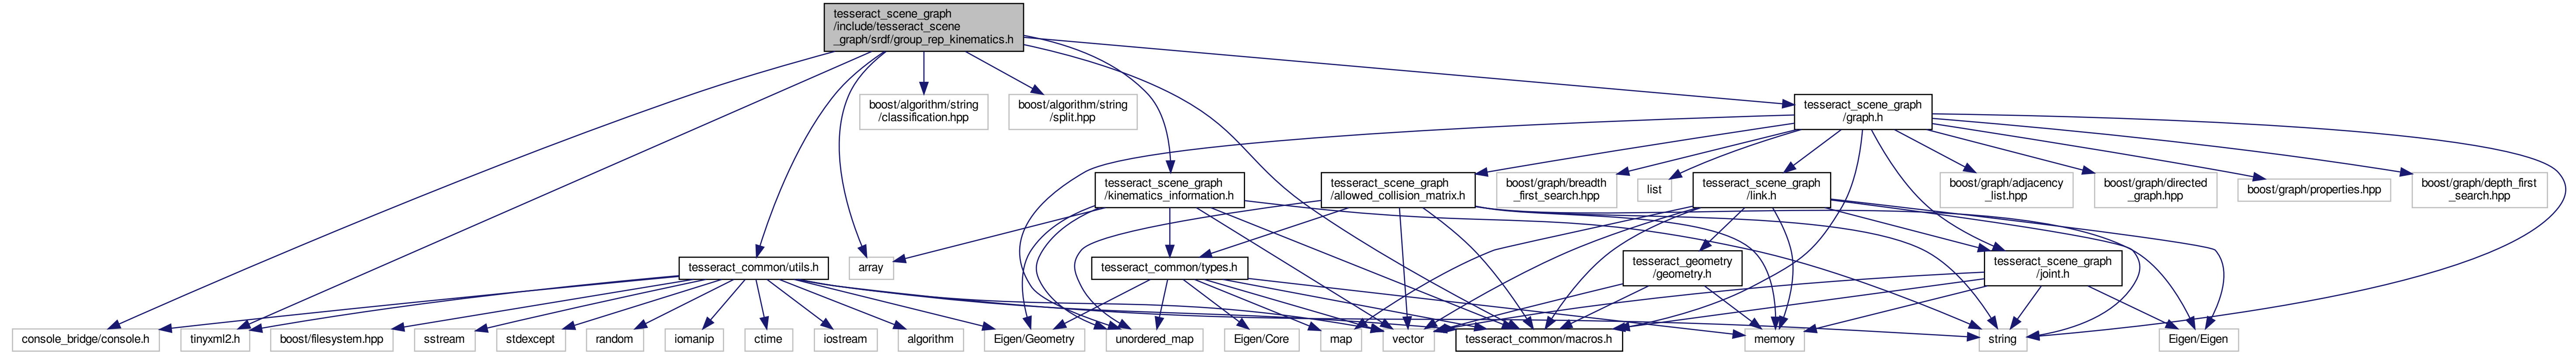 tesseract_scene_graph
/include/tesseract_scene
_graph/srdf/group_rep_kinematics.h
boost/algorithm/string
/classification.hpp
boost/algorithm/string
/split.hpp
tesseract_scene_graph
/graph.h
tesseract_scene_graph
/kinematics_information.h
tesseract_scene_graph
/allowed_collision_matrix.h
boost/graph/breadth
_first_search.hpp
list
tesseract_scene_graph
/link.h
boost/graph/adjacency
_list.hpp
boost/graph/directed
_graph.hpp
boost/graph/properties.hpp
boost/graph/depth_first
_search.hpp
tesseract_common/utils.h
array
tesseract_common/types.h
tesseract_geometry
/geometry.h
tesseract_scene_graph
/joint.h
console_bridge/console.h
tinyxml2.h
boost/filesystem.hpp
sstream
stdexcept
random
iomanip
ctime
iostream
algorithm
Eigen/Geometry
unordered_map
Eigen/Core
map
vector
tesseract_common/macros.h
memory
string
Eigen/Eigen